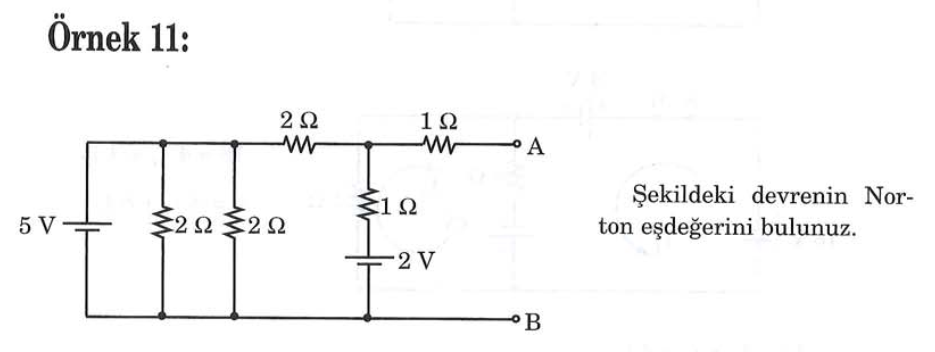 Örnek 11:
2 Ω
1 Ω
A
5 V
2 Ω
2 Ω
1 Ω
2 V
B
Şekildeki devrenin Nor-
ton eşdeğerini bulunuz.